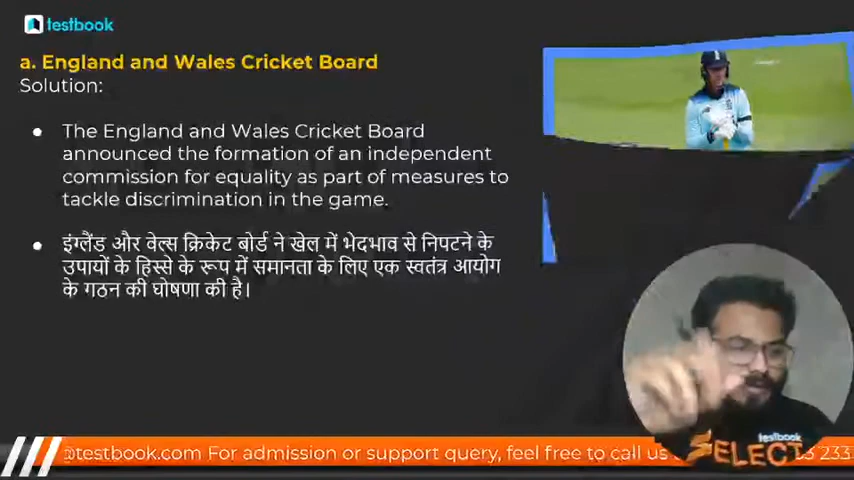 testbook
a. England and Wales Cricket Board
Solution:
● The England and Wales Cricket Board
announced the formation of an independent
commission for equality as part of measures to
tackle discrimination in the game.
● इंग्लैंड और वेल्स क्रिकेट बोर्ड ने खेल में भेदभाव से निपटने के
उपायों के हिस्से के रूप में समानता के लिए एक स्वतंत्र आयोग
के गठन की घोषणा की है।
testbook
SELECT
@testbook.com For admission or support query, feel free to call us 233